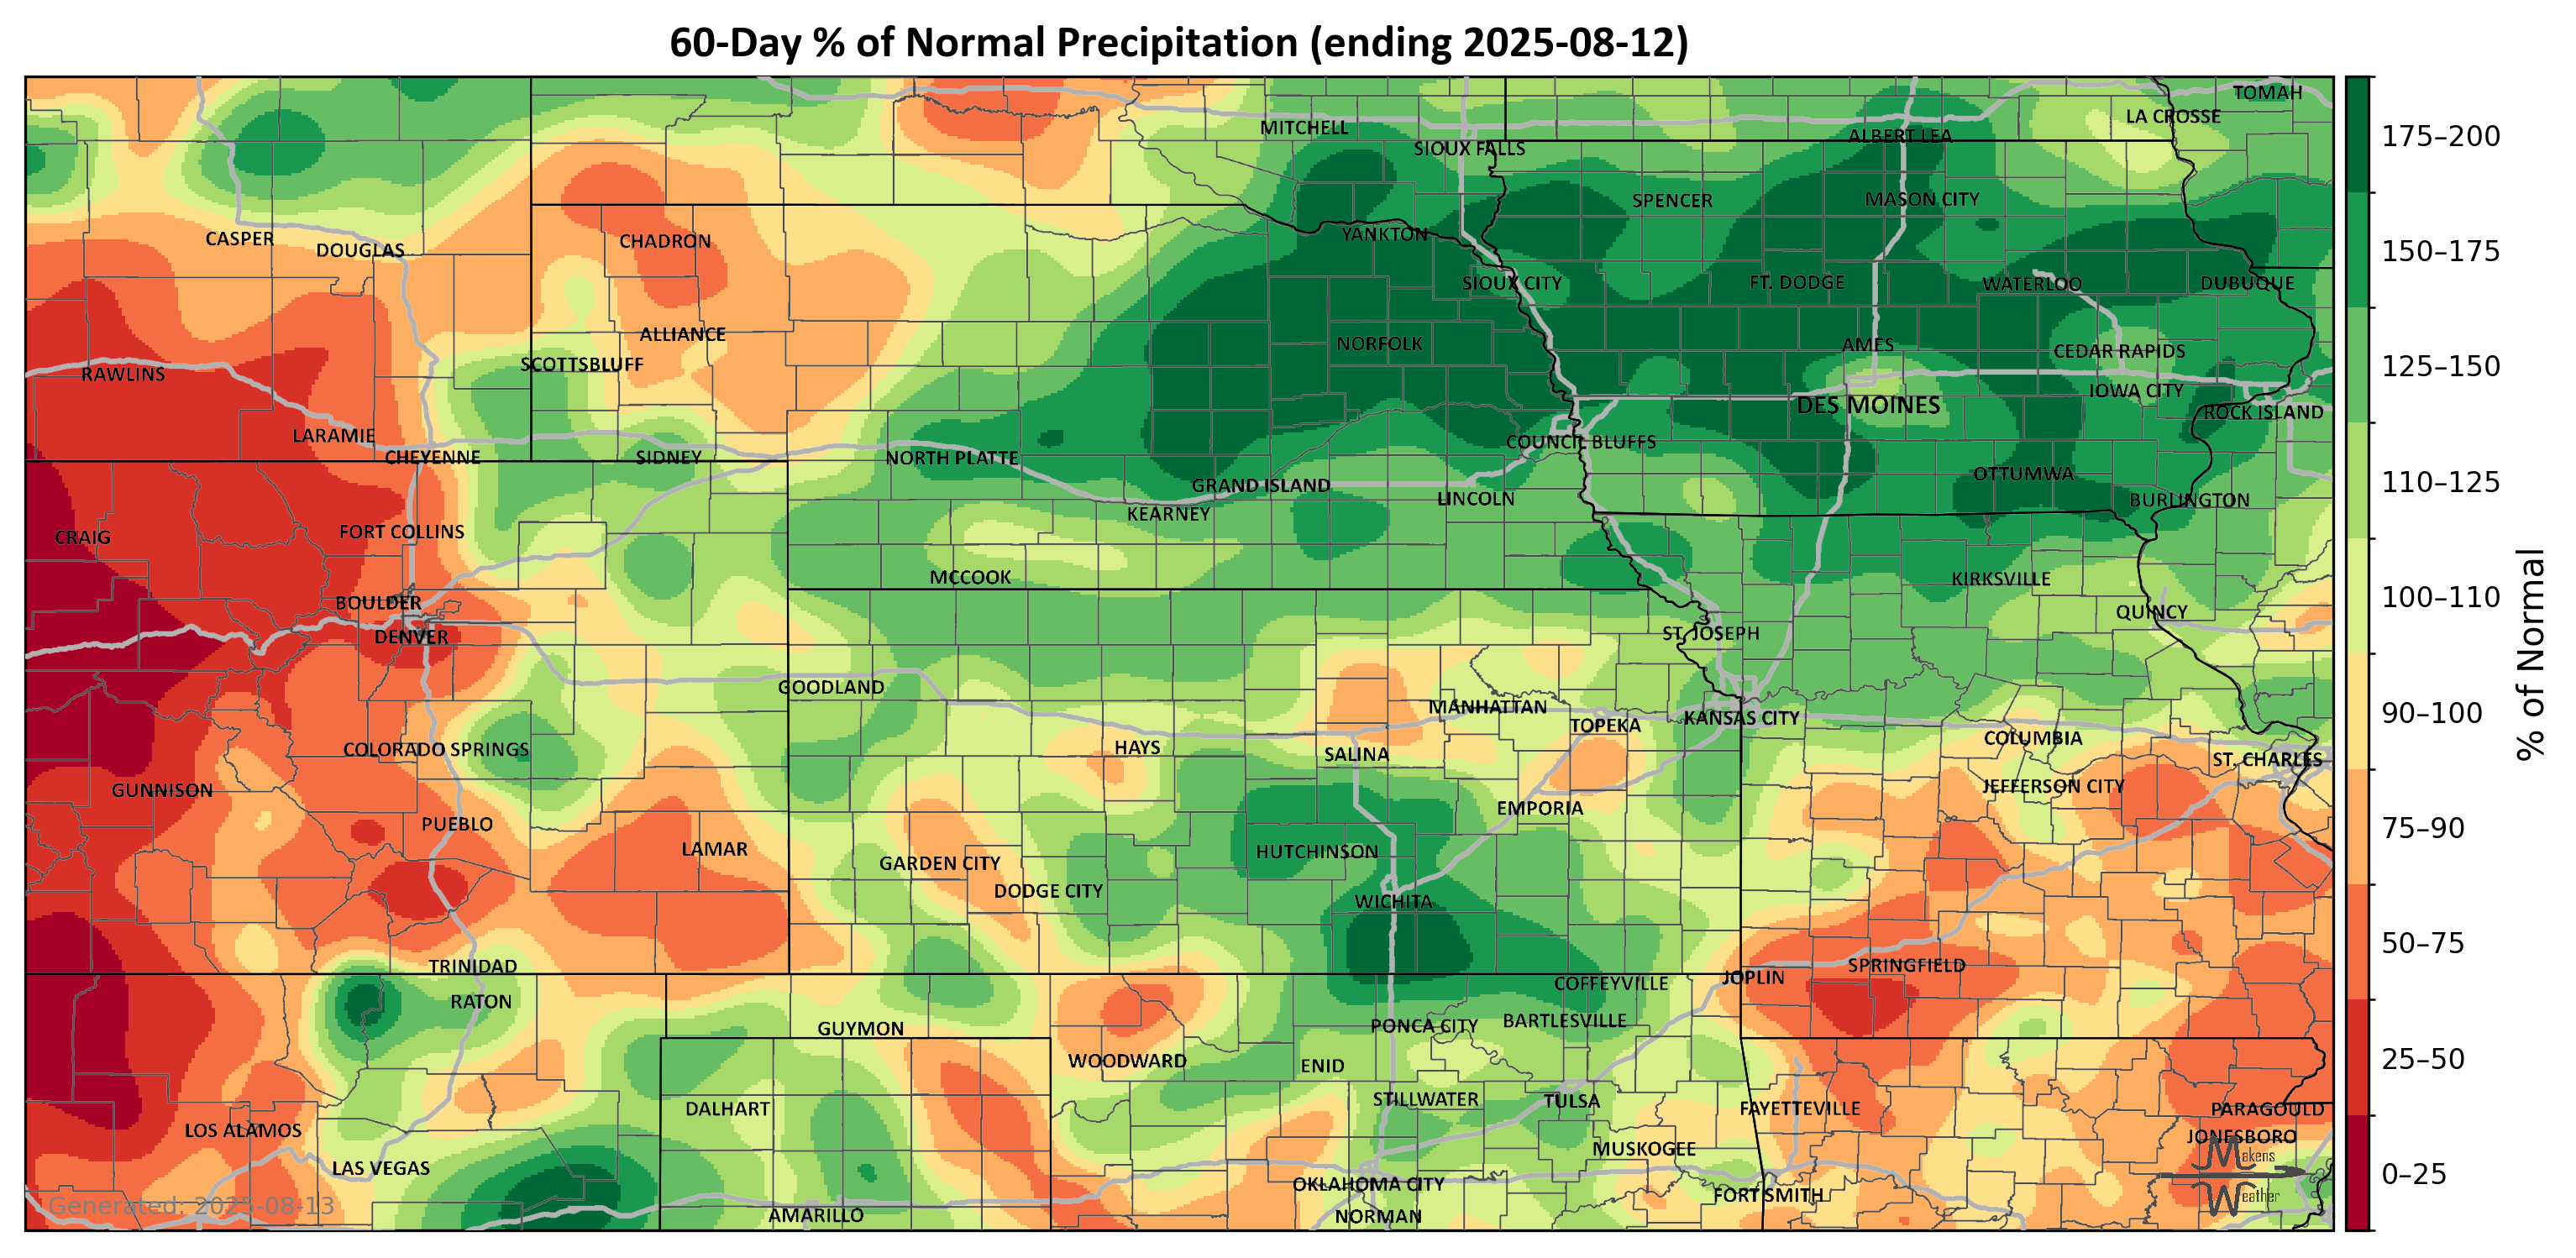 60-Day % of Normal Precipitation (ending 2025-08-12)
TOMAH
LA CROSSE
MITCHELL
ALBERT LEA
SIOUX FALLS
SPENCER
MASON CITY
CASPER
DOUGLAS
CHADRON
YANKTON
SIOUX CITY
FT. DODGE
WATERLOO
DUBUQUE
ALLIANCE
NORFOLK
AMES
CEDAR RAPIDS
SCOTTSBLUFF
RAWLINS
IOWA CITY
DES MOINES
ROCK ISLAND
LARAMIE
COUNCIL BLUFFS
CHEYENNE
SIDNEY
NORTH PLATTE
OTTUMWA
GRAND ISLAND
LINCOLN
BURLINGTON
KEARNEY
CRAIG
FORT COLLINS
MCCOOK
KIRKSVILLE
BOULDER
QUINCY
DENVER
ST. JOSEPH
GOODLAND
MANHATTAN
TOPEKA
KANSAS CITY
COLUMBIA
COLORADO SPRINGS
HAYS
SALINA
ST. CHARLES
GUNNISON
JEFFERSON CITY
EMPORIA
PUEBLO
LAMAR
HUTCHINSON
GARDEN CITY
DODGE CITY
WICHITA
TRINIDAD
SPRINGFIELD
JOPLIN
COFFEYVILLE
RATON
GUYMON
PONCA CITY
BARTLESVILLE
WOODWARD
ENID
DALHART
STILLWATER
TULSA
FAYETTEVILLE
PARAGOULD
LOS ALAMOS
JONESBORO
MUSKOGEE
LAS VEGAS
OKLAHOMA CITY
FORT SMITH
AMARILLO
NORMAN
Generated: 2025-08-13
Makens
Weather
175–200
150–175
125–150
110–125
100–110
90–100
75–90
50–75
25–50
0–25
% of Normal